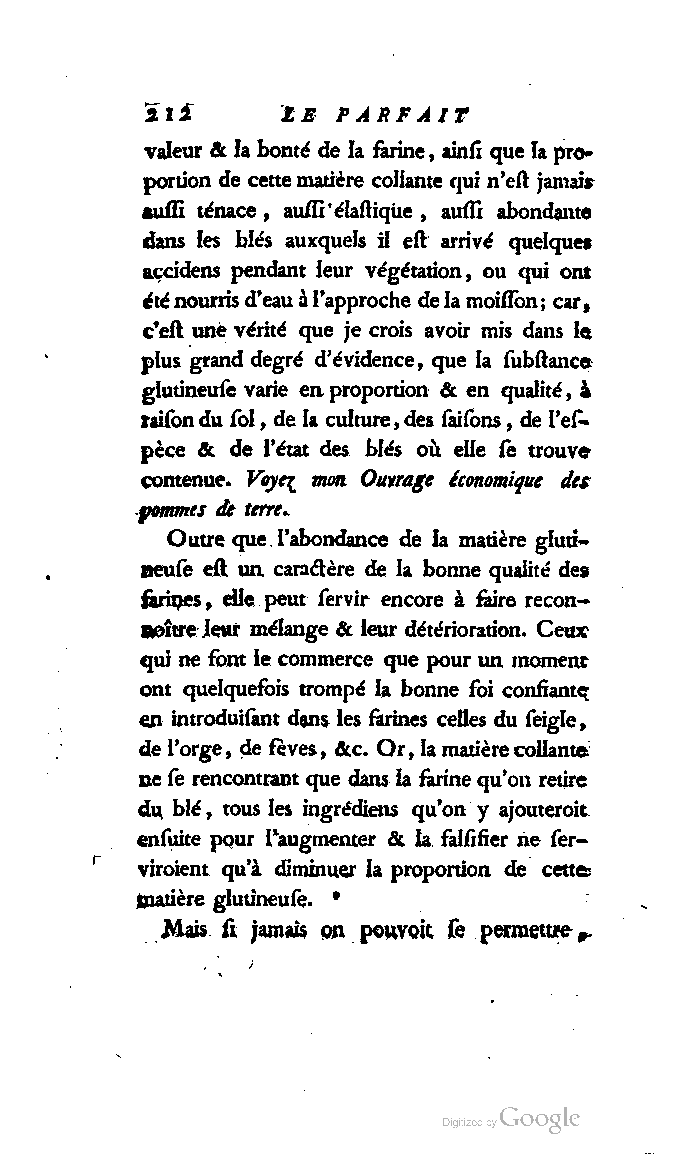 212 LE PARFAIT
valeur & la bonté de la farine, ainſi que la pro-
portion de cette matière collante qui n'eſt jamais
auſſi ténace, auſſi élaſtique, auſſi abondante
dans les blés auxquels il eſt arrivé quelques
accidens pendant leur végétation, ou qui ont
été nourris d'eau à l'approche de la moiſſon; car,
c'eſt une vérité que je crois avoir mis dans le
plus grand degré d'évidence, que la ſubſtance
glutineuſe varie en proportion & en qualité, à
raiſon du ſol, de la culture, des ſaiſons, de l'eſ-
pèce & de l'état des blés où elle ſe trouve
contenue. Voyez mon Ouvrage économique des
pommes de terre.
Outre que l'abondance de la matière gluti-
neuſe eſt un caractère de la bonne qualité des
farines, elle peut ſervir encore à faire recon-
noître leur mélange & leur détérioration. Ceux
qui ne font le commerce que pour un moment
ont quelquefois trompé la bonne foi confiante
en introduiſant dans les farines celles du ſeigle,
de l'orge, de fèves, &c. Or, la matière collante
ne ſe rencontrant que dans la farine qu'on retire
du blé, tous les ingrédiens qu'on y ajouteroit
enſuite pour l'augmenter & la falſifier ne ſer-
viroient qu'à diminuer la proportion de cette
matière glutineuſe.
Mais ſi jamais on pouvoit ſe permettre,
Digitized by Google